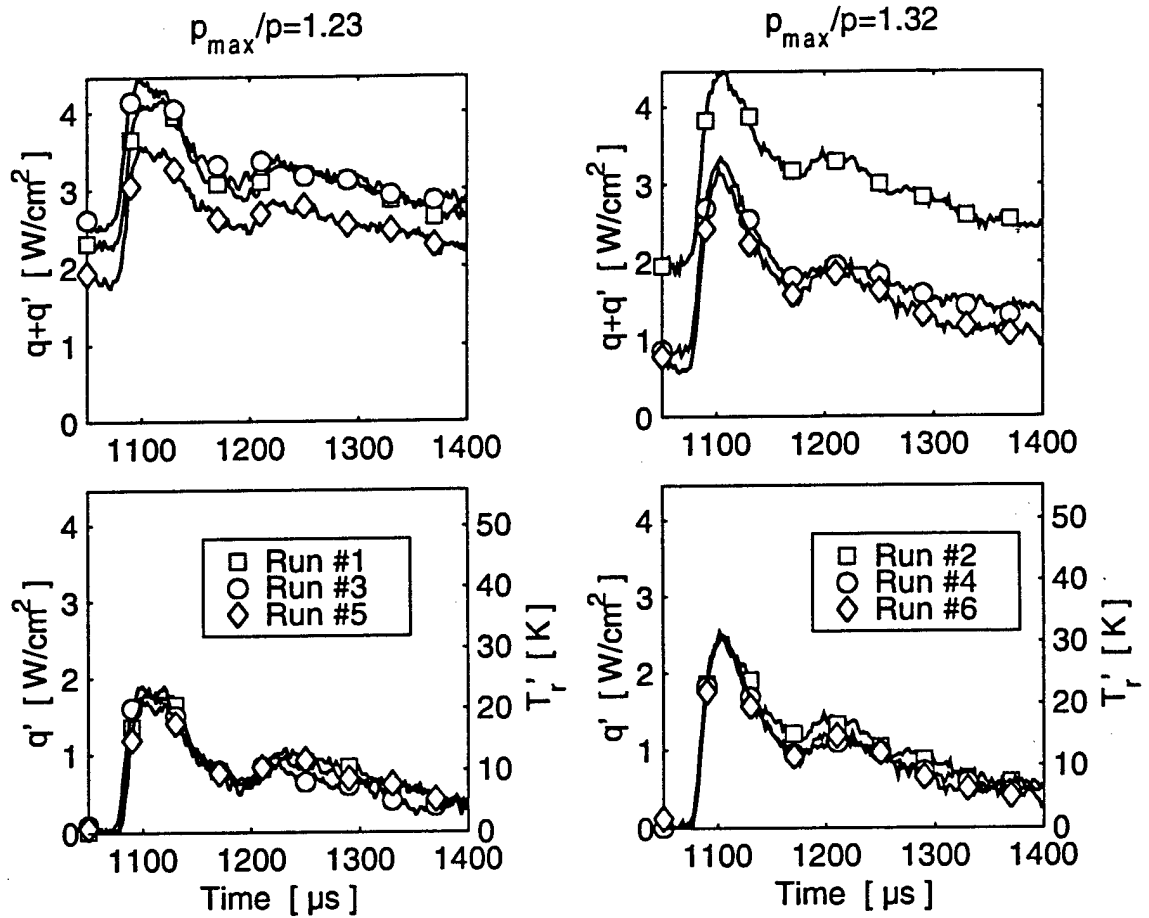 p_max/p=1.23
p_max/p=1.32
q+q' [ W/cm² ]
4
3
2
1
0
1100 1200 1300 1400
q+q' [ W/cm² ]
4
3
2
1
0
1100 1200 1300 1400
q' [ W/cm² ]
4
3
2
1
0
Run #1
Run #3
Run #5
50
40
30
20
10
0
T_r' [ K ]
1100 1200 1300 1400
Time [ µs ]
q' [ W/cm² ]
4
3
2
1
0
Run #2
Run #4
Run #6
50
40
30
20
10
0
T_r' [ K ]
1100 1200 1300 1400
Time [ µs ]